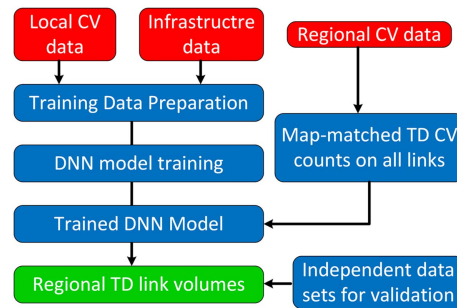 Local CV
data
Infrastructre
data
Regional CV data
Training Data Preparation
Map-matched TD CV
counts on all links
DNN model training
Trained DNN Model
Regional TD link volumes
Independent data
sets for validation